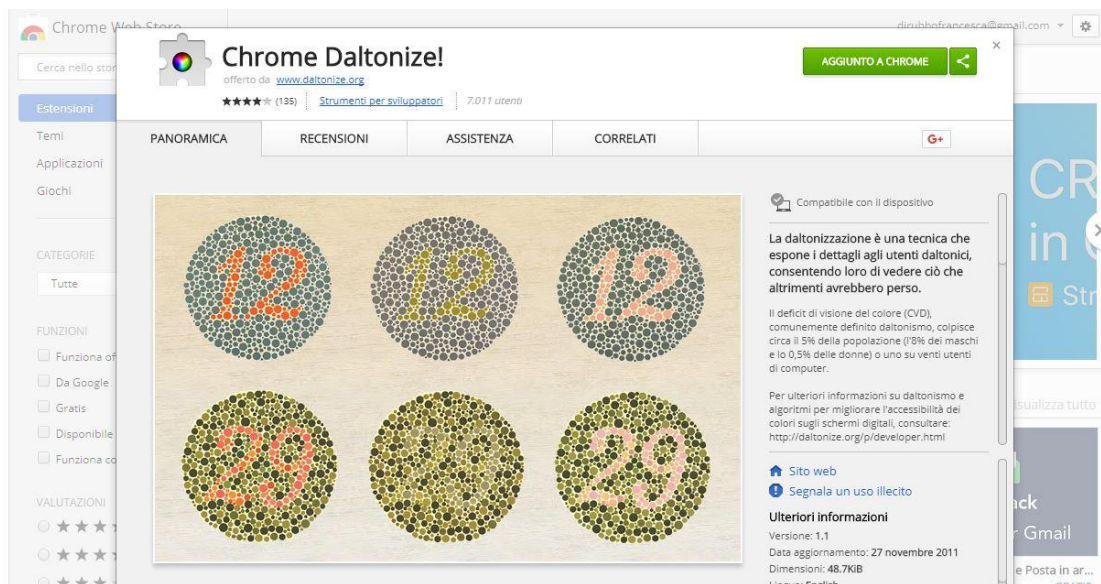 Chrome Web Store
dirubbofrancesca@gmail.com
Cerca nello stor
Estensioni
Temi
Applicazioni
Giochi
CATEGORIE
Tutte
FUNZIONI
Funziona of
Da Google
Gratis
Disponibile
Funziona co
VALUTAZIONI
Chrome Daltonize!
offerto da www.daltonize.org
(135) Strumenti per sviluppatori 7.011 utenti
AGGIUNTO A CHROME
PANORAMICA RECENSIONI ASSISTENZA CORRELATI G+
12 12 12
29 29
Compatibile con il dispositivo
La daltonizzazione è una tecnica che
espone i dettagli agli utenti daltonici,
consentendo loro di vedere ciò che
altrimenti avrebbero perso.
Il deficit di visione del colore (CVD),
comunemente definito daltonismo, colpisce
circa il 5% della popolazione (l'8% dei maschi
e lo 0,5% delle donne) o uno su venti utenti
di computer.
Per ulteriori informazioni su daltonismo e
algoritmi per migliorare l'accessibilità dei
colori sugli schermi digitali, consultare:
http://daltonize.org/p/developer.html
Sito web
Segnala un uso illecito
Ulteriori informazioni
Versione: 1.1
Data aggiornamento: 27 novembre 2011
Dimensioni: 48.7KiB
Lingua: English
CR
in
Str
isualizza tutto
ack
r Gmail
e Posta in ar...